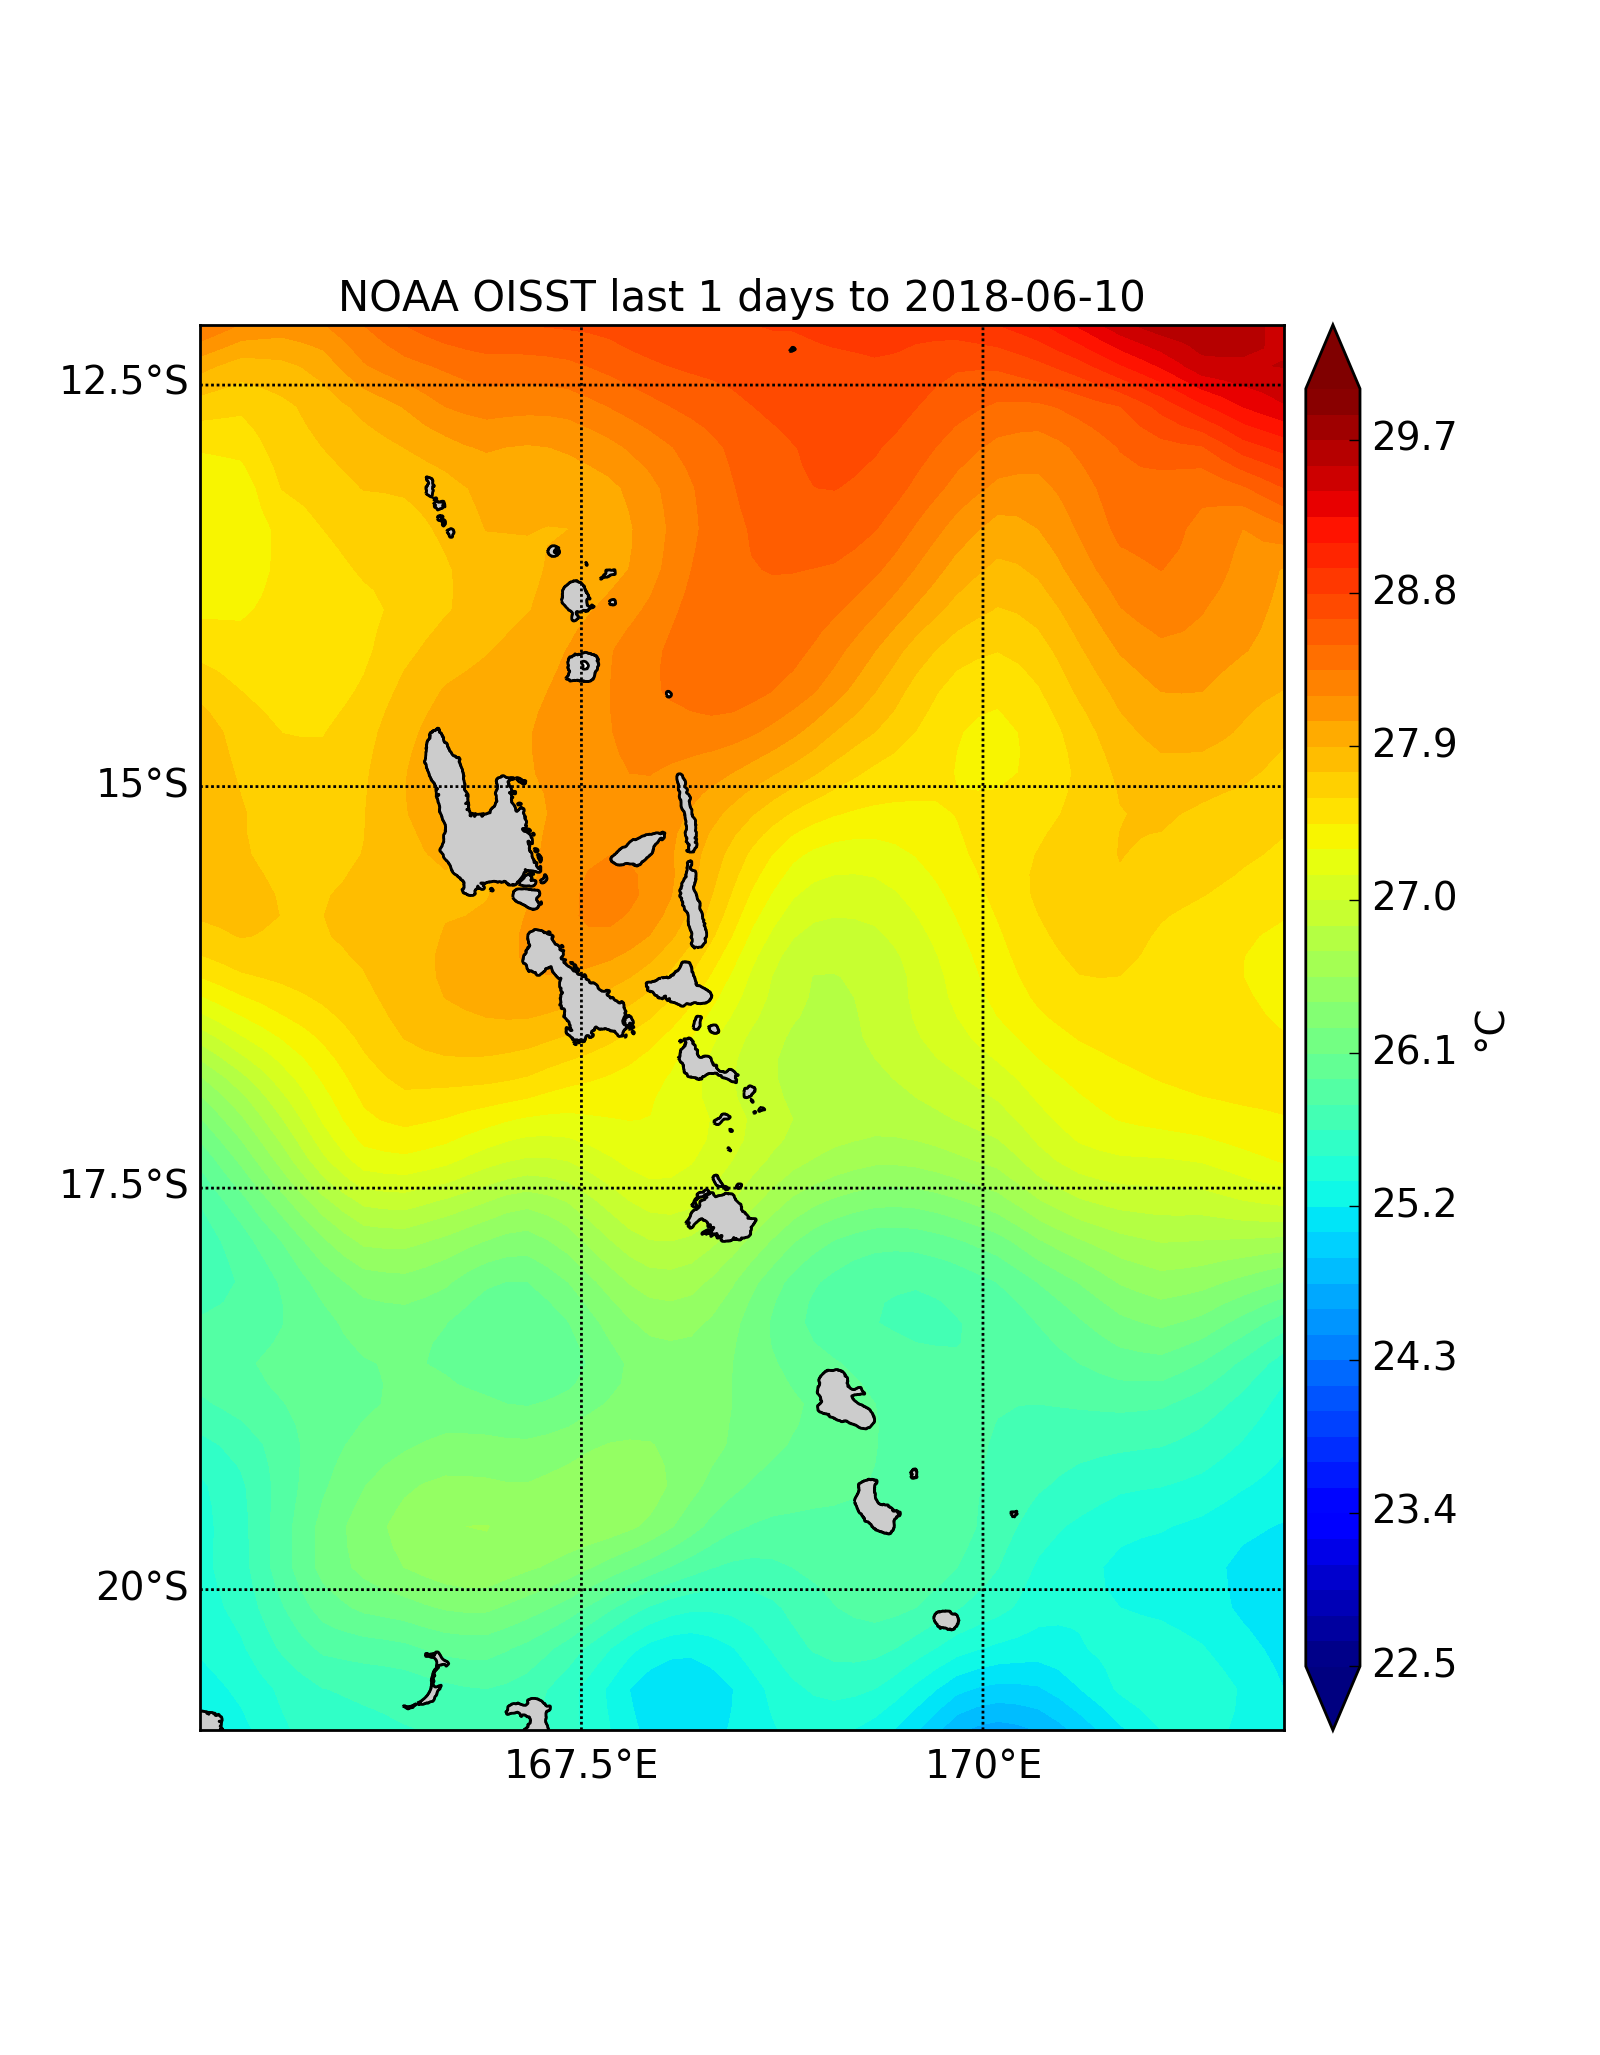 NOAA OISST last 1 days to 2018-06-10
12.5°S
15°S
17.5°S
20°S
167.5°E
170°E
29.7
28.8
27.9
27.0
26.1
25.2
24.3
23.4
22.5
°C